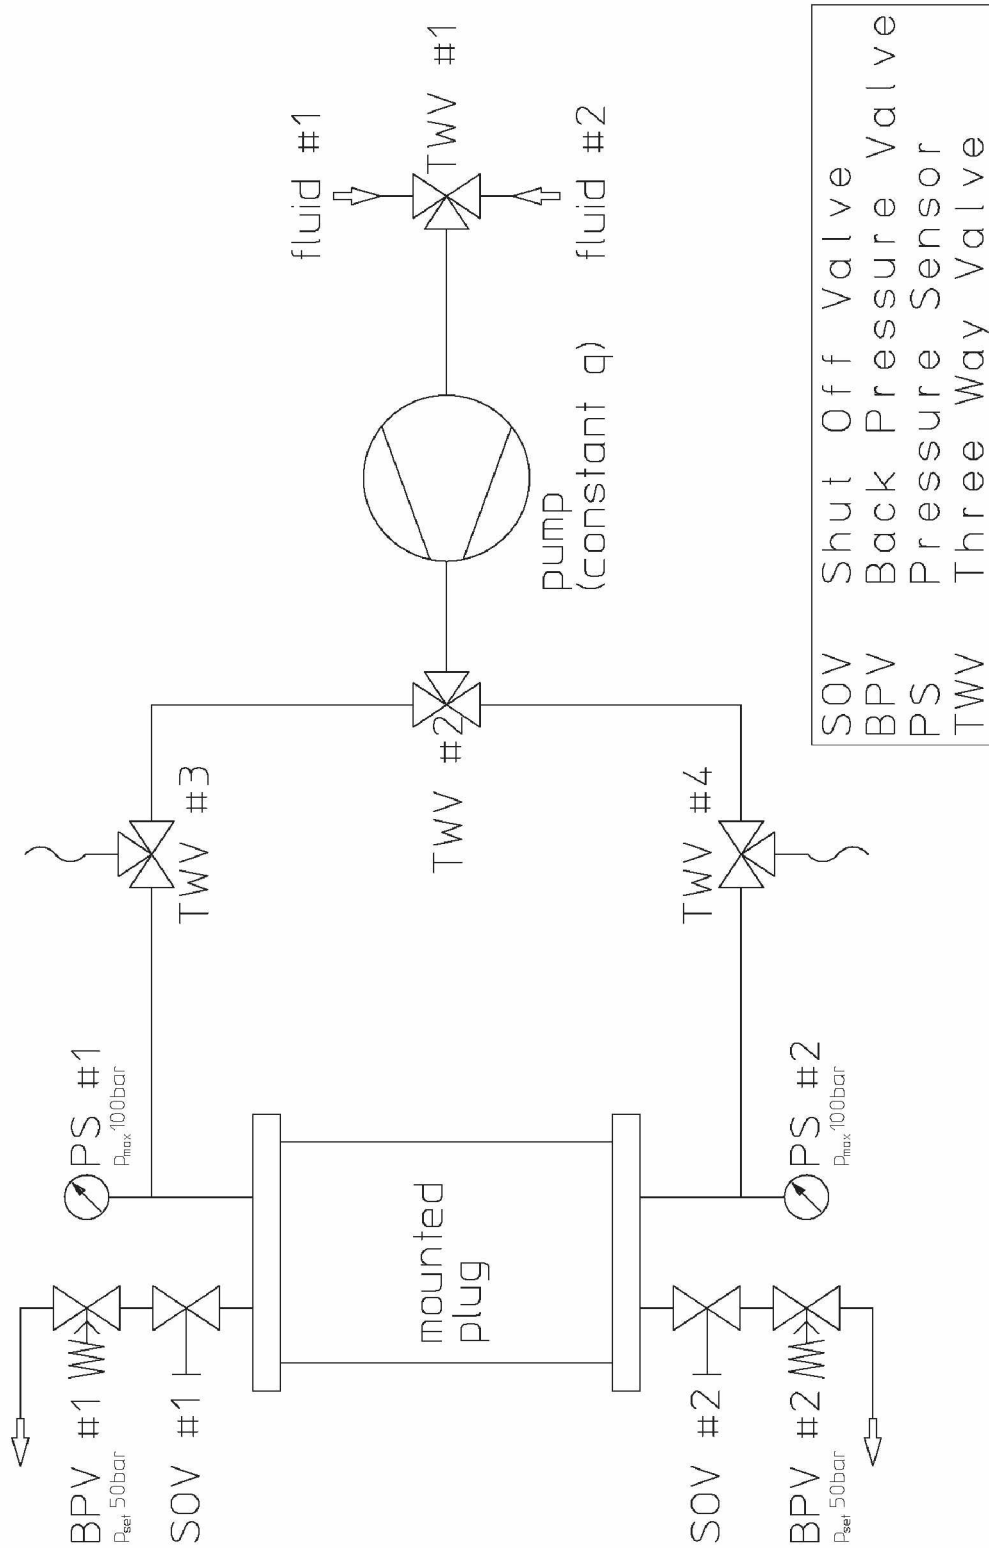 fluid #1
TWV #1
fluid #2
pump
(constant q)
TWV #2
TWV #3
TWV #4
PS #1
Pmax 100bar
PS #2
Pmax 100bar
mounted
plug
BPV #1
Pset 50bar
SOV #1
SOV #2
BPV #2
Pset 50bar
SOV Shut Off Valve
BPV Back Pressure Valve
PS Pressure Sensor
TWV Three Way Valve